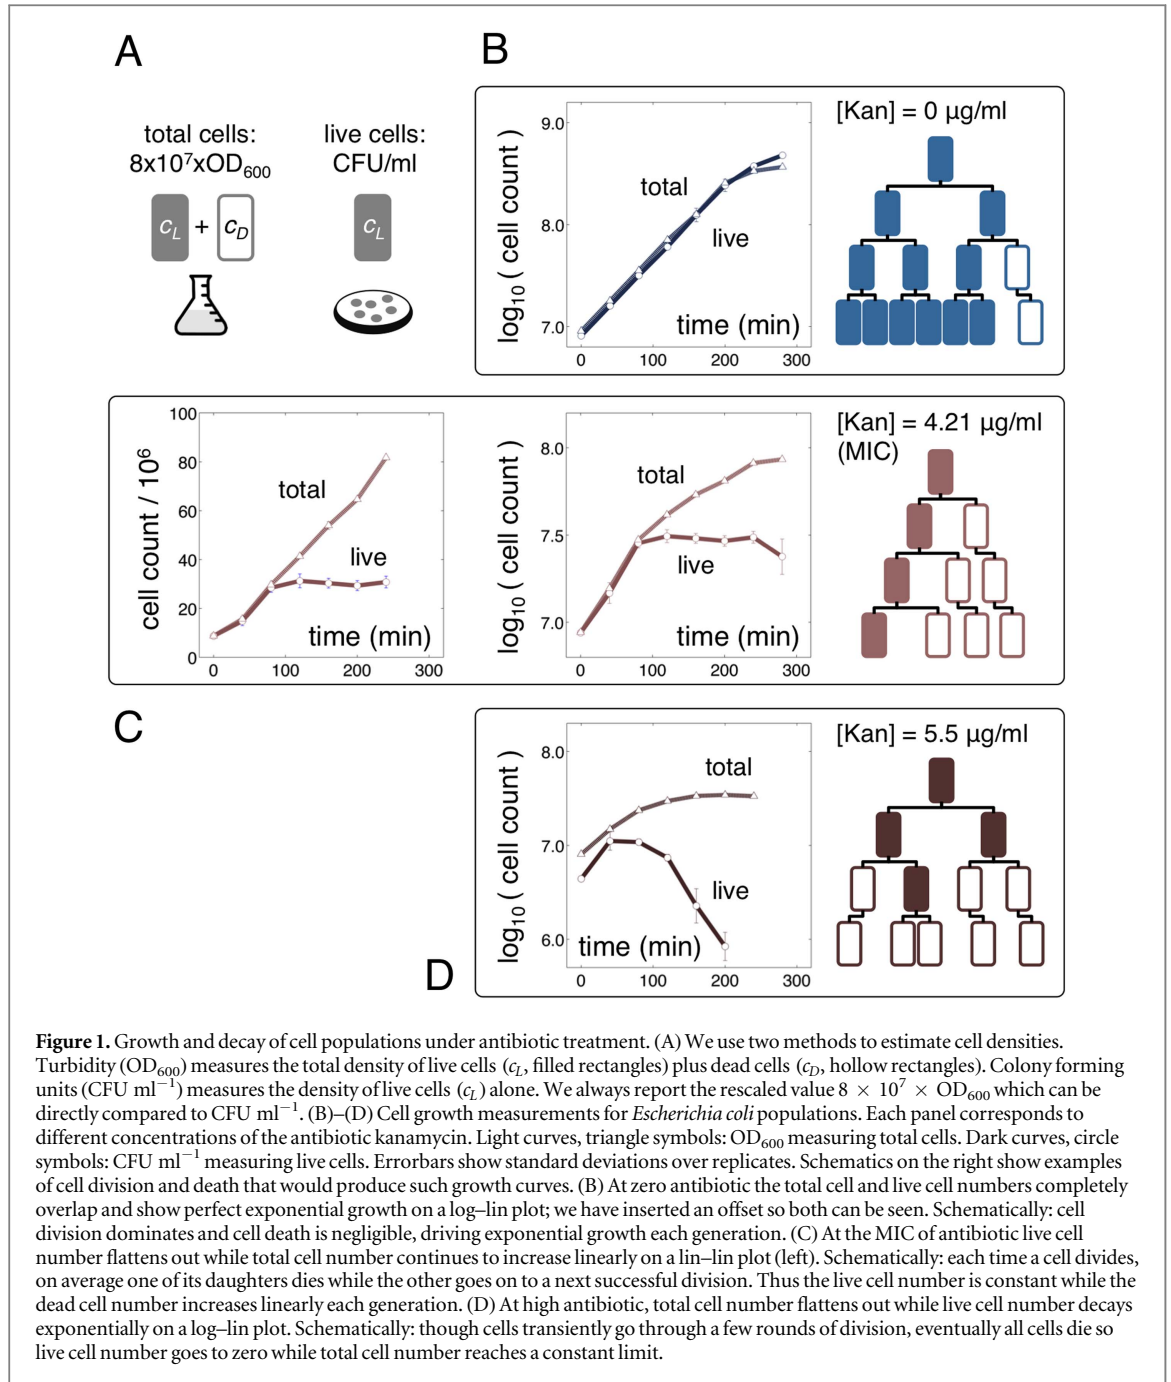 A
total cells:
8x10⁷xOD₆₀₀
live cells:
CFU/ml
c_L + c_D
c_L
B
[Kan] = 0 µg/ml
log₁₀ ( cell count )
9.0
8.0
7.0
total
live
time (min)
0 100 200 300
cell count / 10⁶
100
80
60
40
20
0
total
live
time (min)
0 100 200 300
log₁₀ ( cell count )
8.0
7.5
7.0
total
live
time (min)
0 100 200 300
[Kan] = 4.21 µg/ml
(MIC)
C
[Kan] = 5.5 µg/ml
log₁₀ ( cell count )
8.0
7.0
6.0
total
live
time (min)
0 100 200 300
D
Figure 1. Growth and decay of cell populations under antibiotic treatment. (A) We use two methods to estimate cell densities.
Turbidity (OD₆₀₀) measures the total density of live cells (c_L, filled rectangles) plus dead cells (c_D, hollow rectangles). Colony forming
units (CFU ml⁻¹) measures the density of live cells (c_L) alone. We always report the rescaled value 8 × 10⁷ × OD₆₀₀ which can be
directly compared to CFU ml⁻¹. (B)–(D) Cell growth measurements for Escherichia coli populations. Each panel corresponds to
different concentrations of the antibiotic kanamycin. Light curves, triangle symbols: OD₆₀₀ measuring total cells. Dark curves, circle
symbols: CFU ml⁻¹ measuring live cells. Errorbars show standard deviations over replicates. Schematics on the right show examples
of cell division and death that would produce such growth curves. (B) At zero antibiotic the total cell and live cell numbers completely
overlap and show perfect exponential growth on a log–lin plot; we have inserted an offset so both can be seen. Schematically: cell
division dominates and cell death is negligible, driving exponential growth each generation. (C) At the MIC of antibiotic live cell
number flattens out while total cell number continues to increase linearly on a lin–lin plot (left). Schematically: each time a cell divides,
on average one of its daughters dies while the other goes on to a next successful division. Thus the live cell number is constant while the
dead cell number increases linearly each generation. (D) At high antibiotic, total cell number flattens out while live cell number decays
exponentially on a log–lin plot. Schematically: though cells transiently go through a few rounds of division, eventually all cells die so
live cell number goes to zero while total cell number reaches a constant limit.